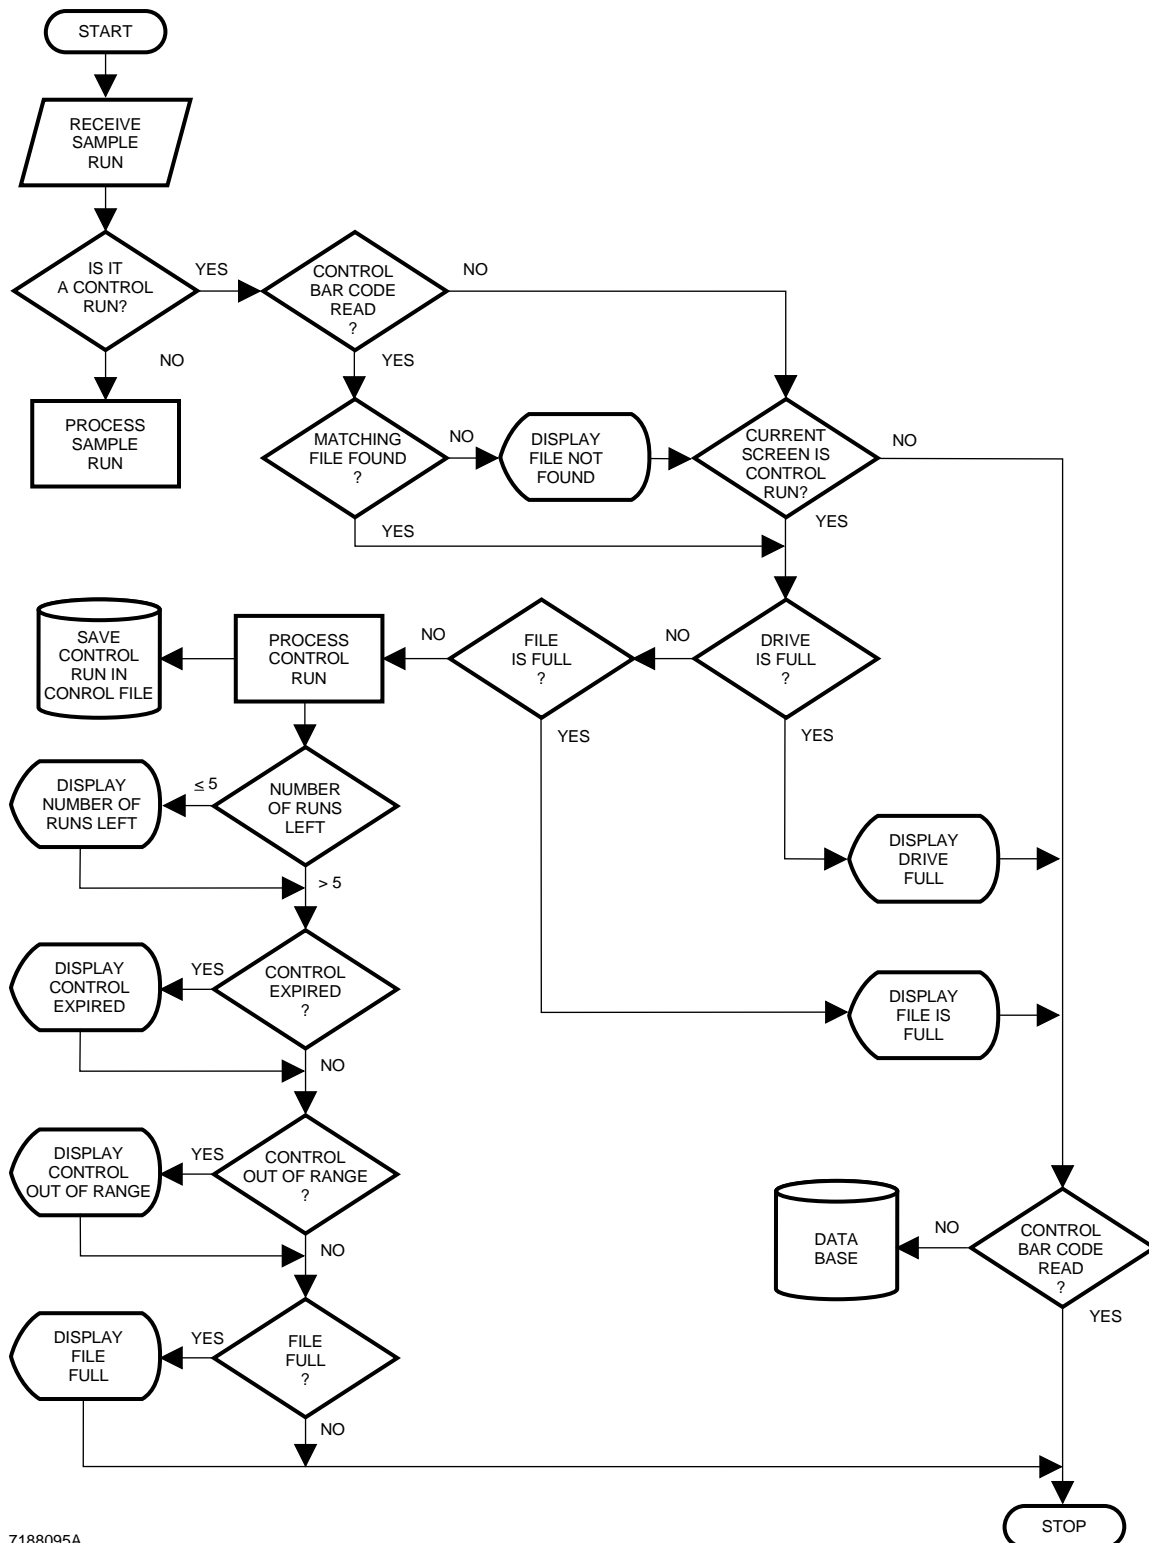 START
RECEIVE
SAMPLE
RUN
IS IT
A CONTROL
RUN?
YES
CONTROL
BAR CODE
READ
?
NO
NO
YES
PROCESS
SAMPLE
RUN
MATCHING
FILE FOUND
?
NO
DISPLAY
FILE NOT
FOUND
CURRENT
SCREEN IS
CONTROL
RUN?
NO
YES
YES
SAVE
CONTROL
RUN IN
CONROL FILE
PROCESS
CONTROL
RUN
NO
FILE
IS FULL
?
NO
DRIVE
IS FULL
?
YES
YES
DISPLAY
NUMBER OF
RUNS LEFT
≤ 5
NUMBER
OF RUNS
LEFT
> 5
DISPLAY
DRIVE
FULL
DISPLAY
CONTROL
EXPIRED
YES
CONTROL
EXPIRED
?
NO
DISPLAY
FILE IS
FULL
DISPLAY
CONTROL
OUT OF RANGE
YES
CONTROL
OUT OF RANGE
?
NO
DATA
BASE
NO
CONTROL
BAR CODE
READ
?
YES
DISPLAY
FILE
FULL
YES
FILE
FULL
?
NO
STOP
7188095A